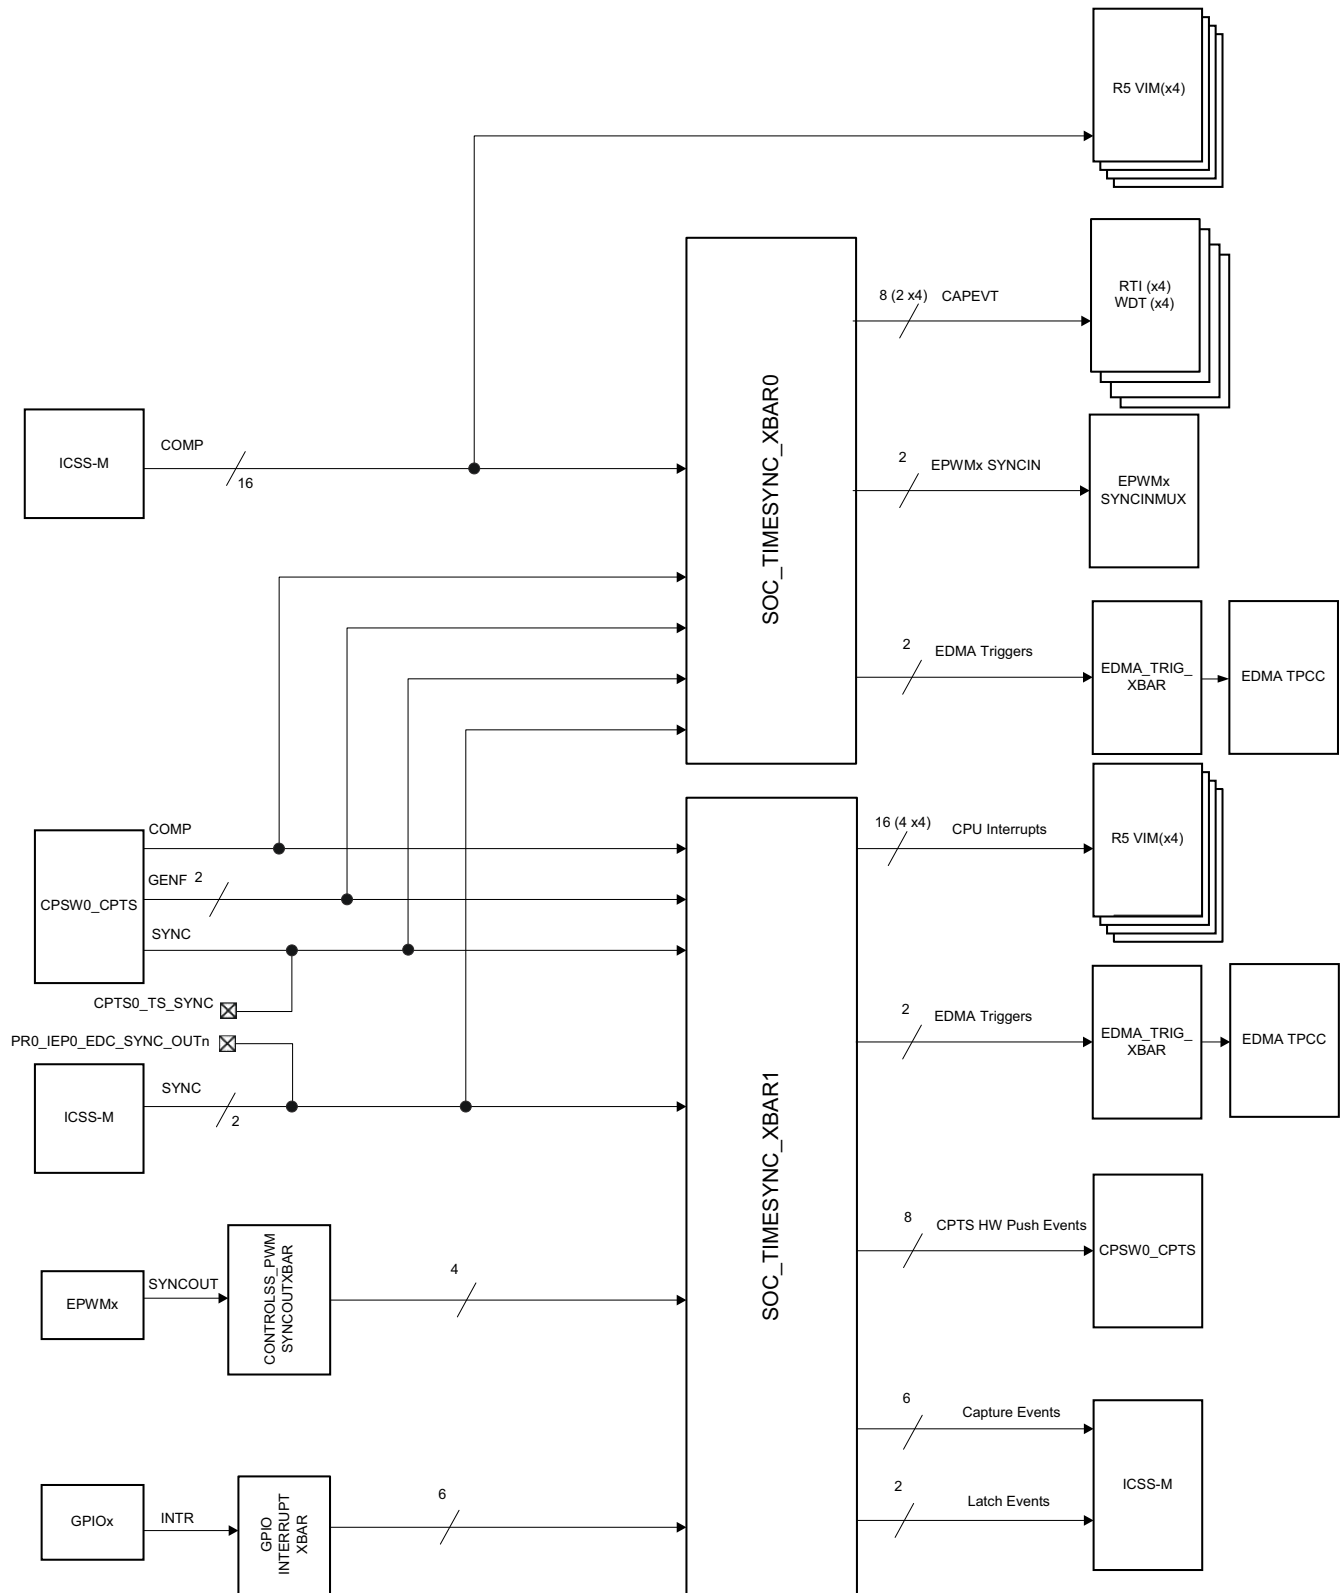 R5 VIM(x4)
8 (2 x4) CAPEVT
RTI (x4)
WDT (x4)
SOC_TIMESYNC_XBAR0
ICSS-M
COMP
16
2
EPWMx SYNCIN
EPWMx
SYNCINMUX
2
EDMA Triggers
EDMA_TRIG_
XBAR
EDMA TPCC
COMP
GENF 2
CPSW0_CPTS
SYNC
CPTS0_TS_SYNC
PR0_IEP0_EDC_SYNC_OUTn
ICSS-M
SYNC
2
SOC_TIMESYNC_XBAR1
16 (4 x4) CPU Interrupts
R5 VIM(x4)
2
EDMA Triggers
EDMA_TRIG_
XBAR
EDMA TPCC
8
CPTS HW Push Events
CPSW0_CPTS
EPWMx
SYNCOUT
CONTROLSS_PWM
SYNCOUTXBAR
4
6
Capture Events
2
Latch Events
ICSS-M
GPIOx
INTR
GPIO
INTERRUPT
XBAR
6